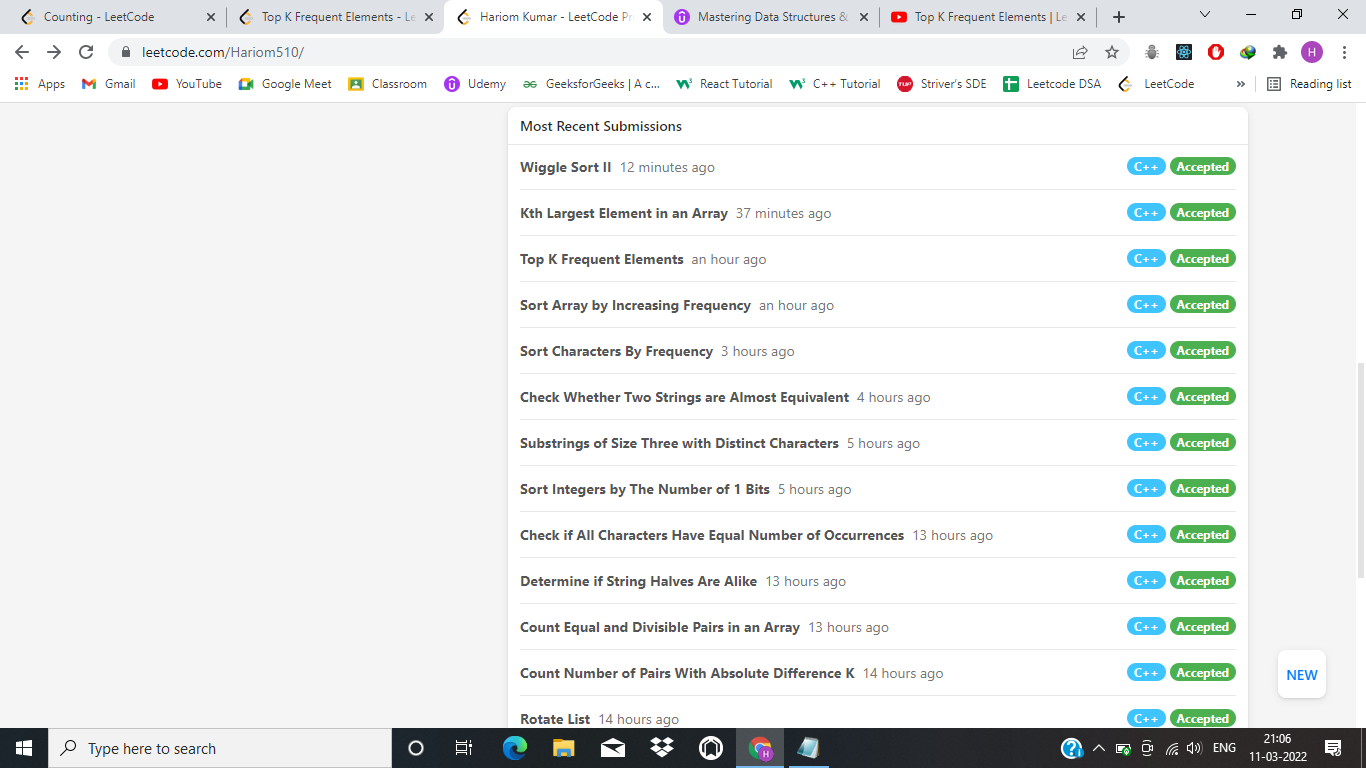 Counting - LeetCode
Top K Frequent Elements - Le
Hariom Kumar - LeetCode Pr
Mastering Data Structures &
Top K Frequent Elements | Le
leetcode.com/Hariom510/
H
Apps Gmail YouTube Google Meet Classroom Udemy GeeksforGeeks | A c... React Tutorial C++ Tutorial Striver's SDE Leetcode DSA LeetCode » Reading list
Most Recent Submissions
Wiggle Sort II 12 minutes ago C++ Accepted
Kth Largest Element in an Array 37 minutes ago C++ Accepted
Top K Frequent Elements an hour ago C++ Accepted
Sort Array by Increasing Frequency an hour ago C++ Accepted
Sort Characters By Frequency 3 hours ago C++ Accepted
Check Whether Two Strings are Almost Equivalent 4 hours ago C++ Accepted
Substrings of Size Three with Distinct Characters 5 hours ago C++ Accepted
Sort Integers by The Number of 1 Bits 5 hours ago C++ Accepted
Check if All Characters Have Equal Number of Occurrences 13 hours ago C++ Accepted
Determine if String Halves Are Alike 13 hours ago C++ Accepted
Count Equal and Divisible Pairs in an Array 13 hours ago C++ Accepted
Count Number of Pairs With Absolute Difference K 14 hours ago C++ Accepted
NEW
Rotate List 14 hours ago C++ Accepted
Type here to search
H
ENG
21:06
11-03-2022